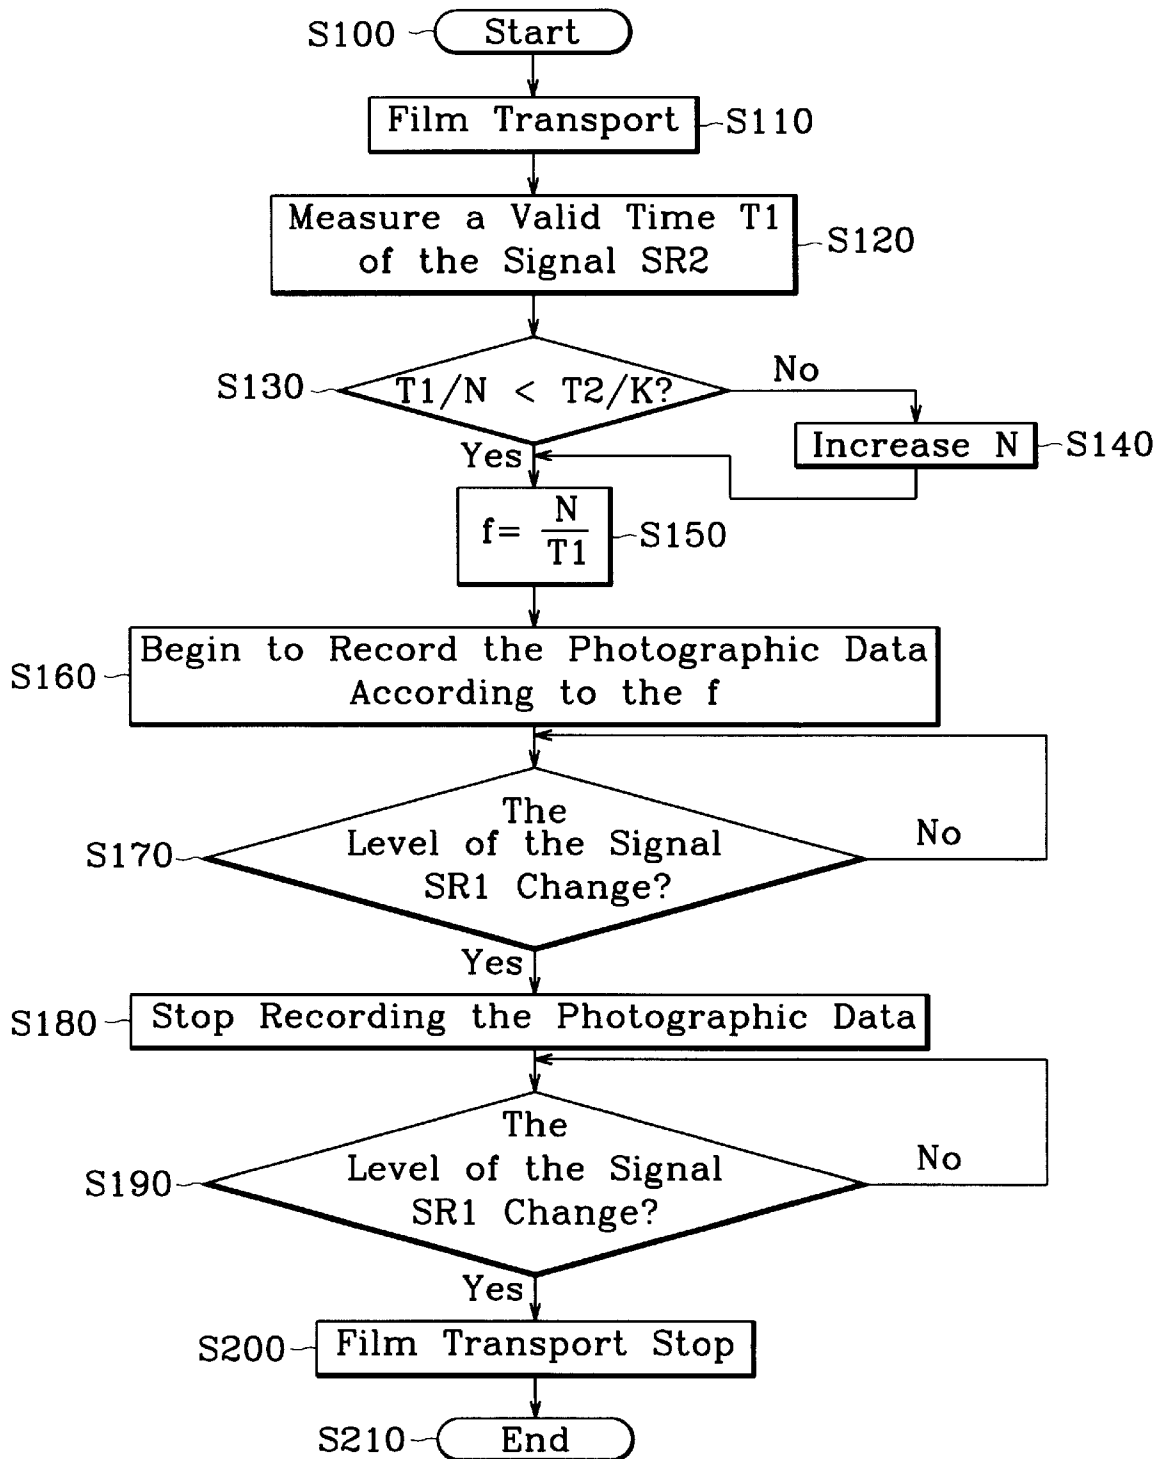 S100
Start
Film Transport
S110
Measure a Valid Time T1
of the Signal SR2
S120
S130
T1/N < T2/K?
No
Increase N
S140
Yes
f= N
T1
S150
Begin to Record the Photographic Data
According to the f
S160
The
Level of the Signal
SR1 Change?
S170
No
Yes
S180
Stop Recording the Photographic Data
The
Level of the Signal
SR1 Change?
S190
No
Yes
S200
Film Transport Stop
S210
End